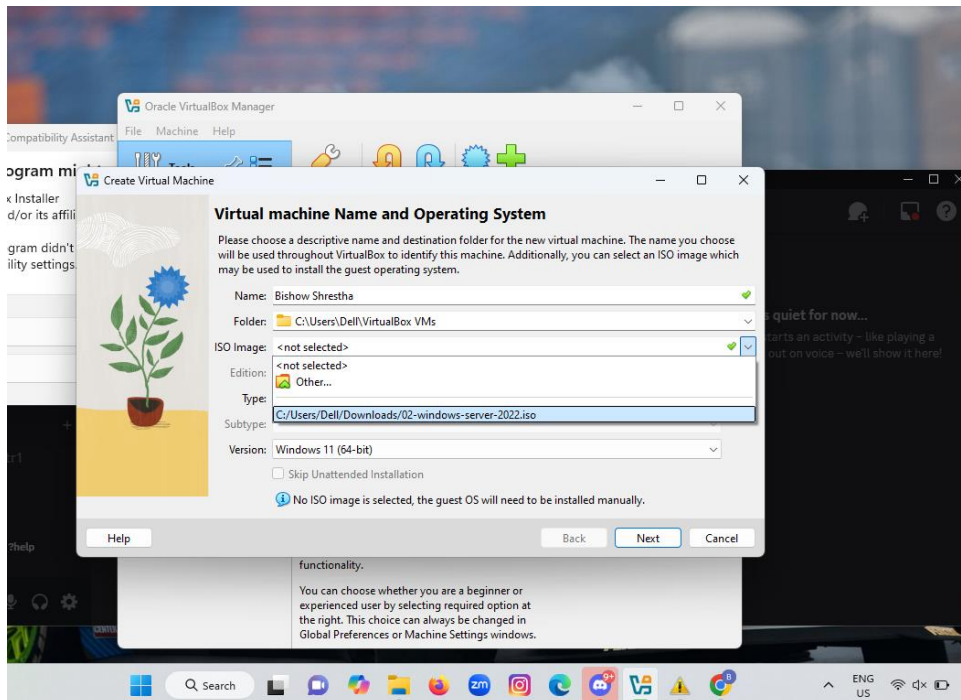 Oracle VirtualBox Manager
File Machine Help
Compatibility Assistant
ogram mi
x Installer
d/or its affili
gram didn't
ility settings.
Create Virtual Machine
Virtual machine Name and Operating System
Please choose a descriptive name and destination folder for the new virtual machine. The name you choose
will be used throughout VirtualBox to identify this machine. Additionally, you can select an ISO image which
may be used to install the guest operating system.
Name: Bishow Shrestha
Folder: C:\Users\Dell\VirtualBox VMs
ISO Image: <not selected>
<not selected>
Edition:
Other...
Type:
C:/Users/Dell/Downloads/02-windows-server-2022.iso
Subtype:
Version: Windows 11 (64-bit)
Skip Unattended Installation
No ISO image is selected, the guest OS will need to be installed manually.
Help Back Next Cancel
s quiet for now...
tarts an activity – like playing a
out on voice – we'll show it here!
tr1
?help
functionality.
You can choose whether you are a beginner or
experienced user by selecting required option at
the right. This choice can always be changed in
Global Preferences or Machine Settings windows.
Search
zm
9+
B
ENG
US